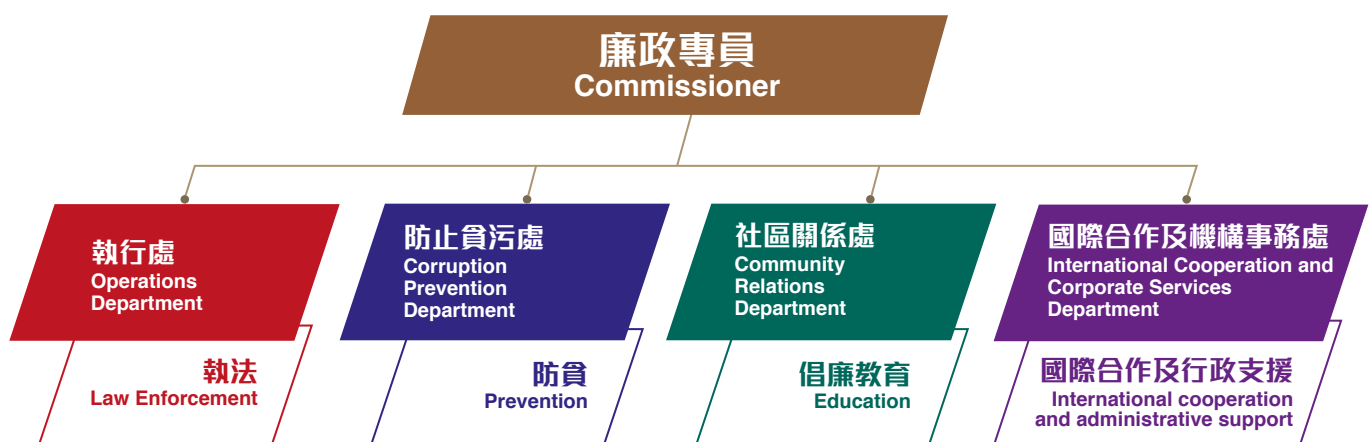 廉政專員
Commissioner
執行處
Operations
Department
執法
Law Enforcement
防止貪污處
Corruption
Prevention
Department
防貪
Prevention
社區關係處
Community
Relations
Department
倡廉教育
Education
國際合作及機構事務處
International Cooperation and
Corporate Services
Department
國際合作及行政支援
International cooperation
and administrative support